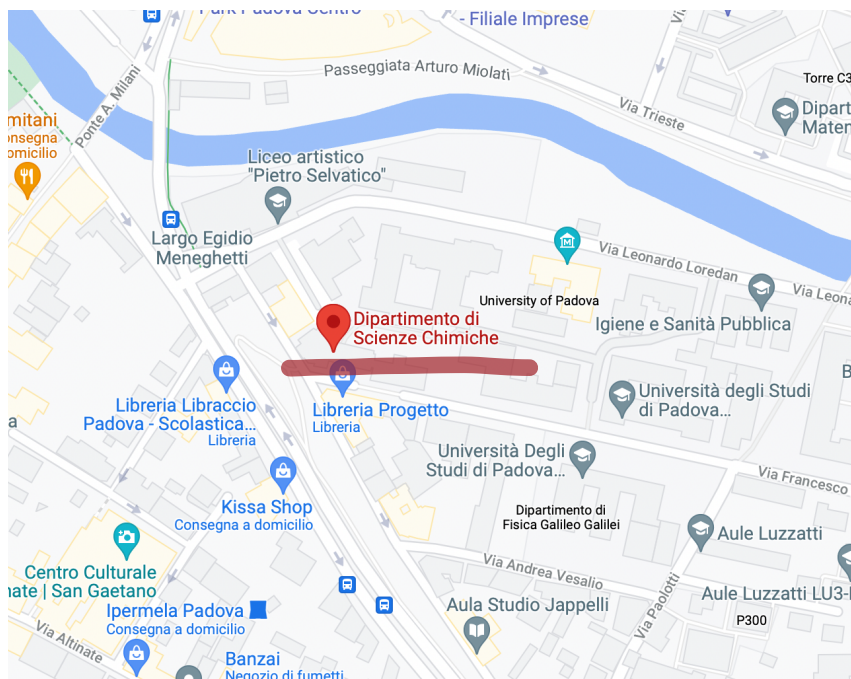 Park Padova Centro
- Filiale Imprese
Passeggiata Arturo Miolati
Torre C3
Ponte A. Milani
Via Trieste
Dipart
Matem
mitani
onsegna
omicilio
Liceo artistico
"Pietro Selvatico"
Largo Egidio
Meneghetti
Via Leonardo Loredan
Via Leona
University of Padova
Dipartimento di
Scienze Chimiche
Igiene e Sanità Pubblica
Libreria Libraccio
Padova - Scolastica...
Libreria
Libreria Progetto
Libreria
Università degli Studi
di Padova...
B
a
Università Degli
Studi di Padova...
Via Francesco
Kissa Shop
Consegna a domicilio
Dipartimento di
Fisica Galileo Galilei
Aule Luzzatti
Centro Culturale
nate | San Gaetano
Via Andrea Vesalio
Aule Luzzatti LU3-
Ipermela Padova
Consegna a domicilio
Aula Studio Jappelli
Via Paolotti
P300
Via Altinate
Banzai
Negozio di fumetti,